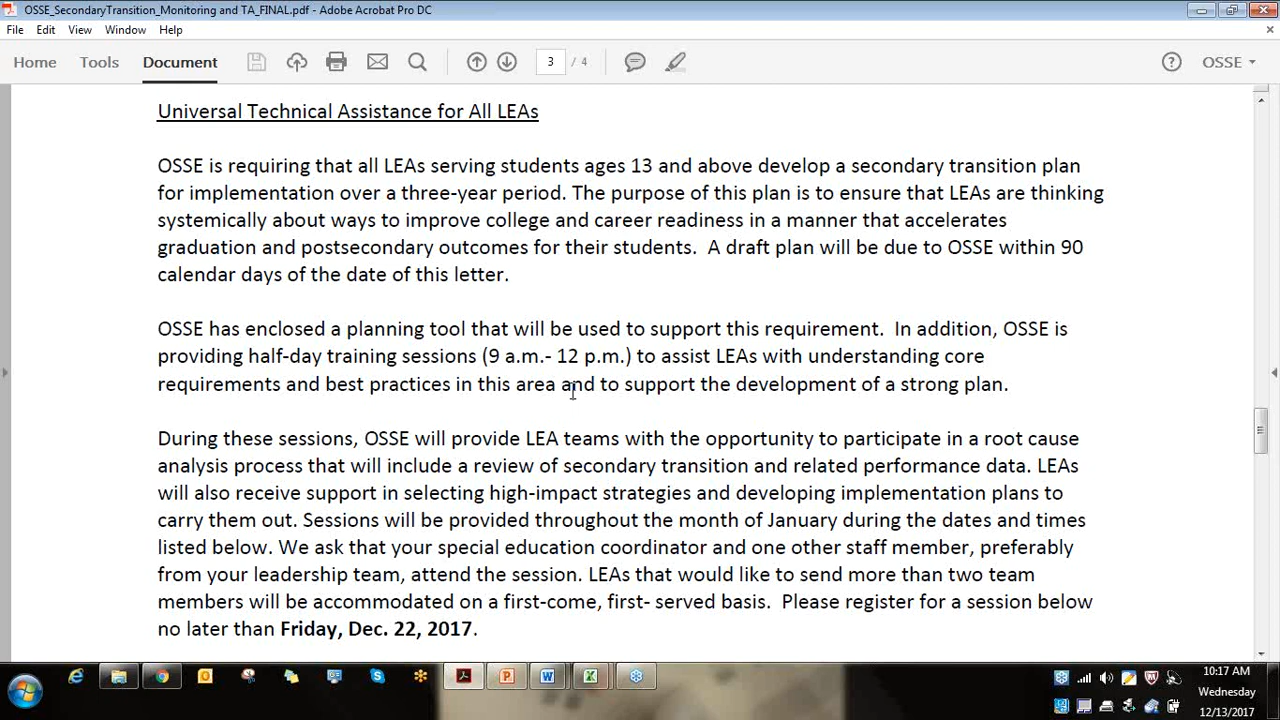 OSSE_SecondaryTransition_Monitoring and TA_FINAL.pdf - Adobe Acrobat Pro DC
File Edit View Window Help
Home Tools Document 3 / 4 OSSE
Universal Technical Assistance for All LEAs
OSSE is requiring that all LEAs serving students ages 13 and above develop a secondary transition plan
for implementation over a three-year period. The purpose of this plan is to ensure that LEAs are thinking
systemically about ways to improve college and career readiness in a manner that accelerates
graduation and postsecondary outcomes for their students.  A draft plan will be due to OSSE within 90
calendar days of the date of this letter.
OSSE has enclosed a planning tool that will be used to support this requirement.  In addition, OSSE is
providing half-day training sessions (9 a.m.- 12 p.m.) to assist LEAs with understanding core
requirements and best practices in this area and to support the development of a strong plan.
During these sessions, OSSE will provide LEA teams with the opportunity to participate in a root cause
analysis process that will include a review of secondary transition and related performance data. LEAs
will also receive support in selecting high-impact strategies and developing implementation plans to
carry them out. Sessions will be provided throughout the month of January during the dates and times
listed below. We ask that your special education coordinator and one other staff member, preferably
from your leadership team, attend the session. LEAs that would like to send more than two team
members will be accommodated on a first-come, first- served basis.  Please register for a session below
no later than Friday, Dec. 22, 2017.
10:17 AM
Wednesday
12/13/2017